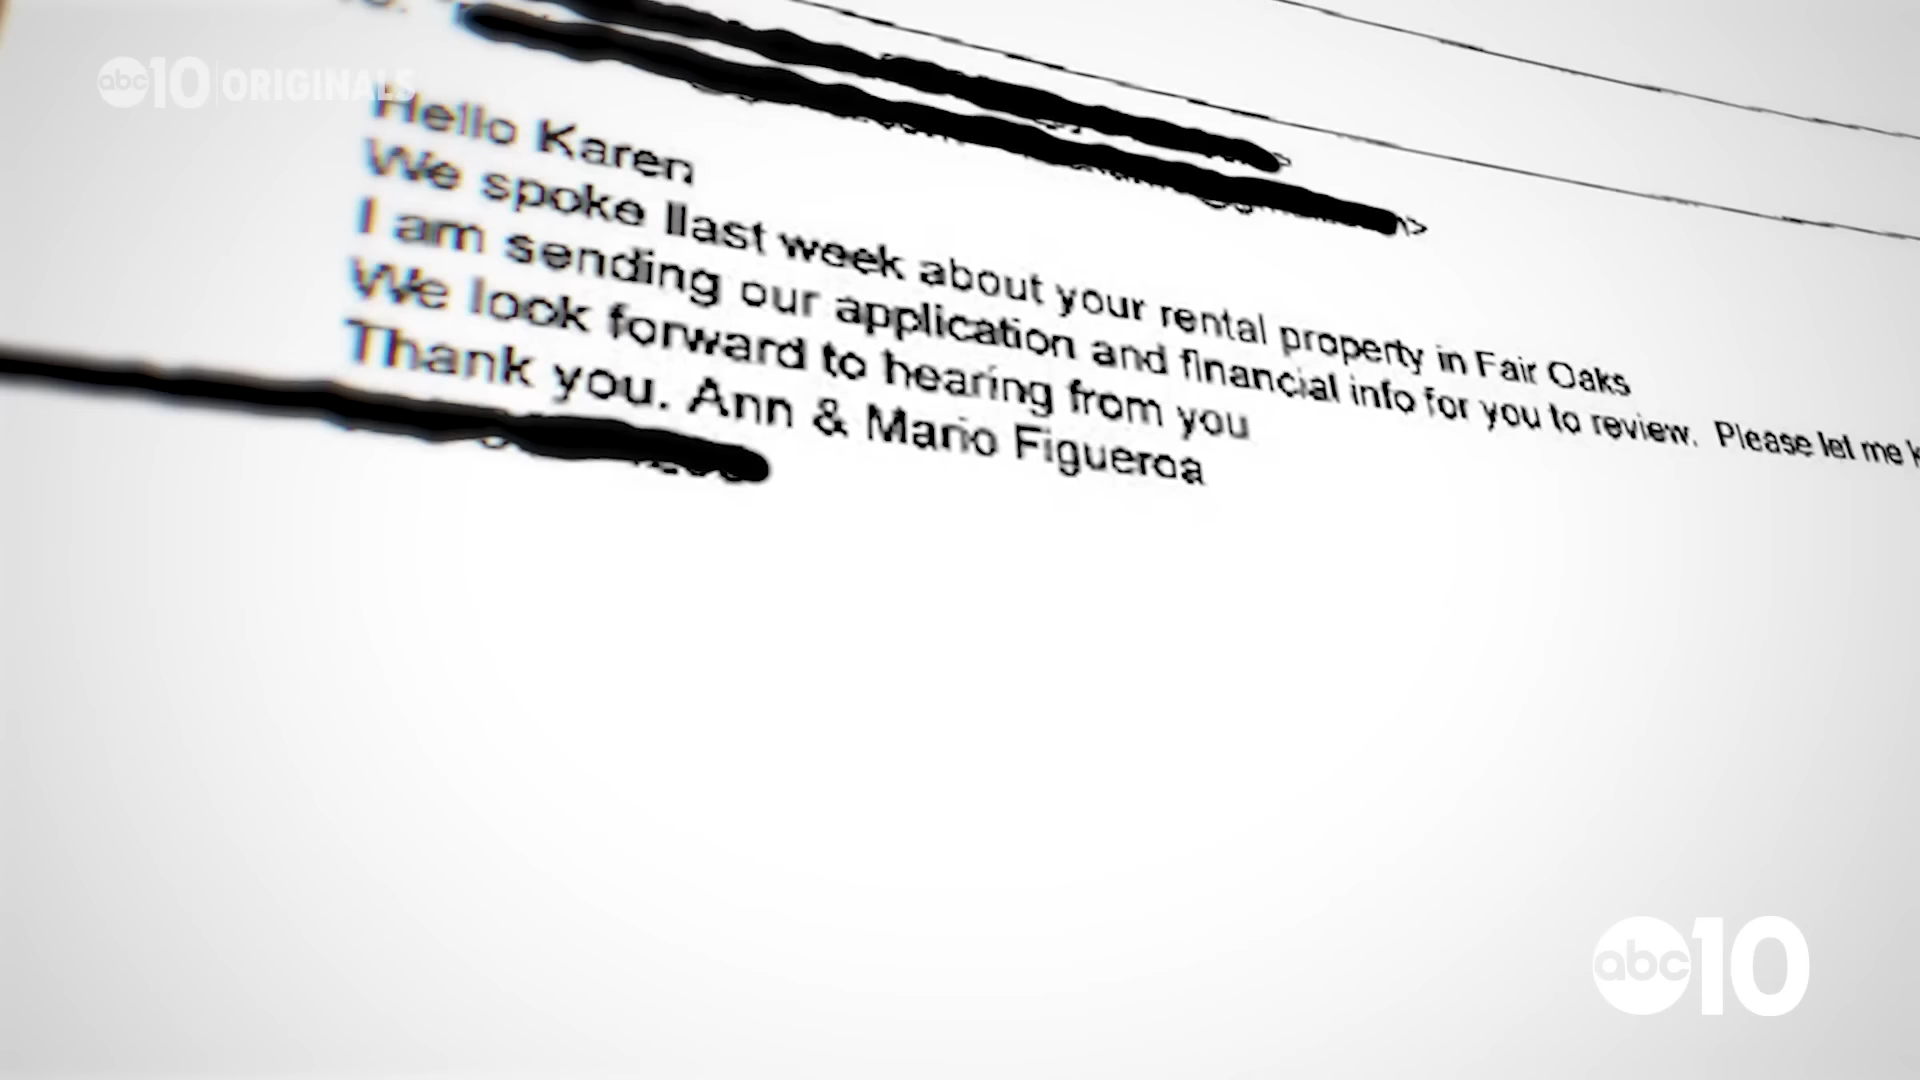 abc10 ORIGINALS
Hello Karen
We spoke llast week about your rental property in Fair Oaks
I am sending our application and financial info for you to review. Please let me
We look forward to hearing from you
Thank you. Ann & Mario Figueroa
abc10